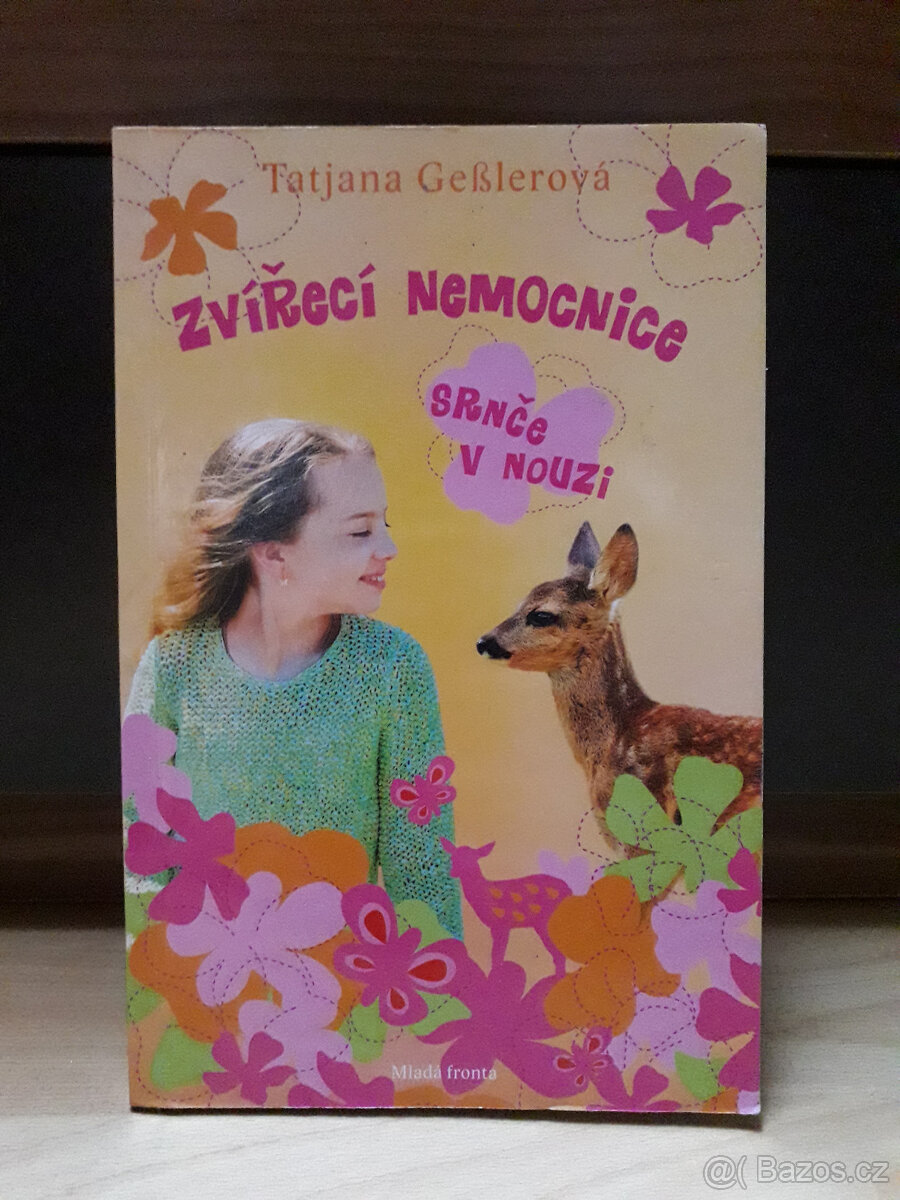 Tatjana Geßlerová
Zvířecí nemocnice
Srnče
v nouzi
Mladá fronta
@( Bazos.cz